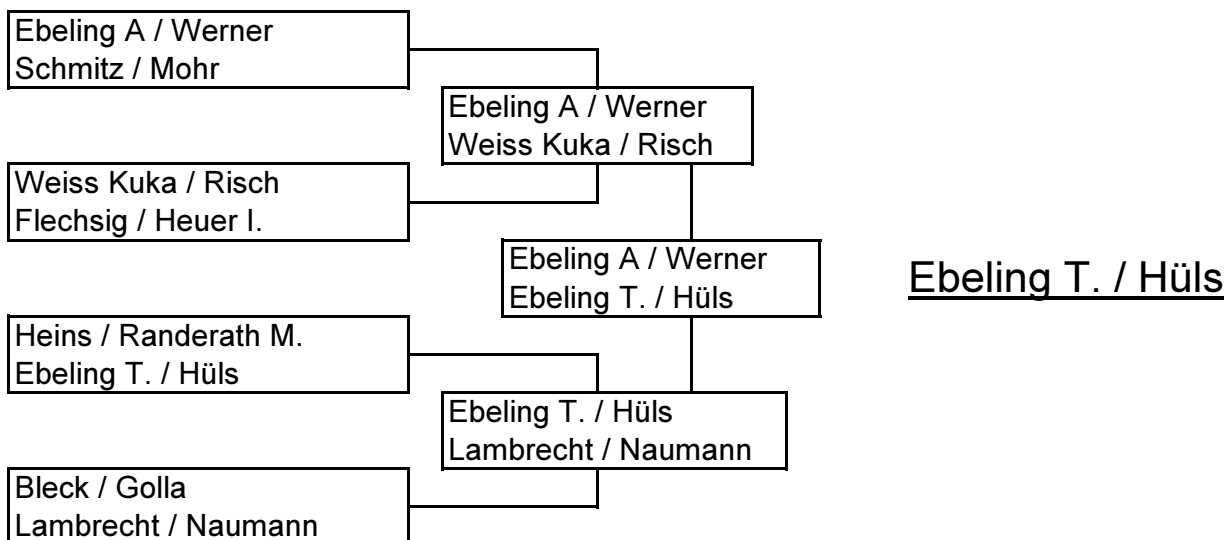 Ebeling A / Werner
Schmitz / Mohr
Ebeling A / Werner
Weiss Kuka / Risch
Weiss Kuka / Risch
Flechsig / Heuer I.
Ebeling A / Werner
Ebeling T. / Hüls
Ebeling T. / Hüls
Heins / Randerath M.
Ebeling T. / Hüls
Ebeling T. / Hüls
Lambrecht / Naumann
Bleck / Golla
Lambrecht / Naumann